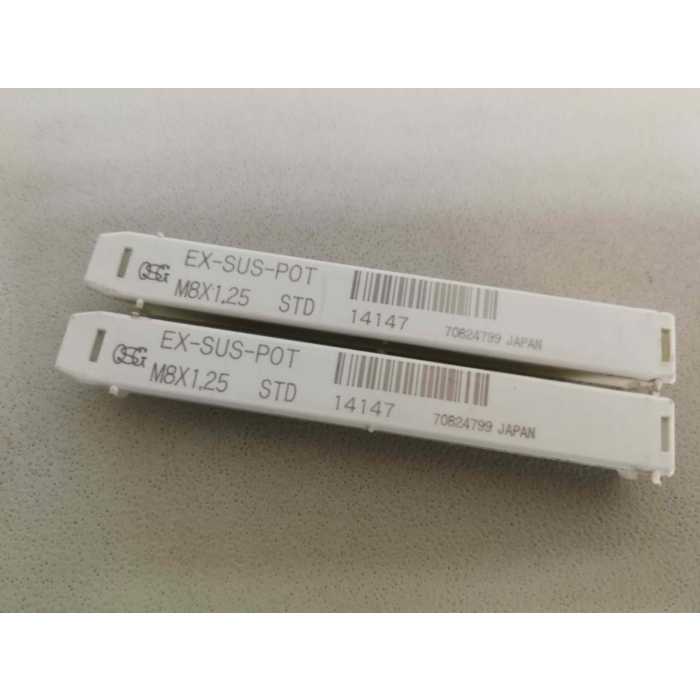 OSG EX-SUS-POT
M8X1.25 STD 14147 70824799 JAPAN
OSG EX-SUS-POT
M8X1.25 STD 14147 70824799 JAPAN